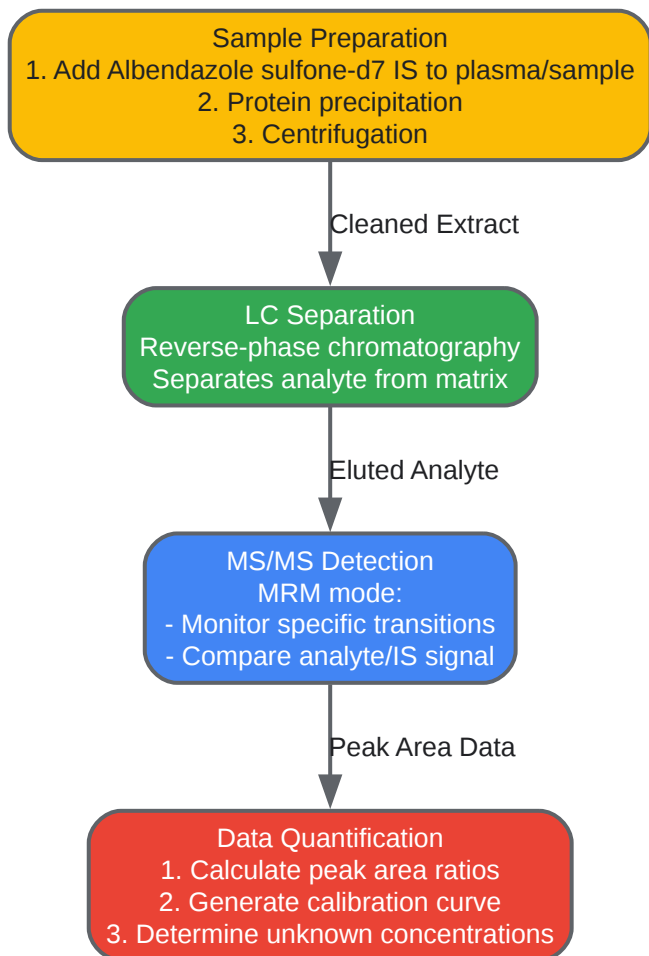 Sample Preparation
1. Add Albendazole sulfone-d7 IS to plasma/sample
2. Protein precipitation
3. Centrifugation
Cleaned Extract
LC Separation
Reverse-phase chromatography
Separates analyte from matrix
Eluted Analyte
MS/MS Detection
MRM mode:
- Monitor specific transitions
- Compare analyte/IS signal
Peak Area Data
Data Quantification
1. Calculate peak area ratios
2. Generate calibration curve
3. Determine unknown concentrations